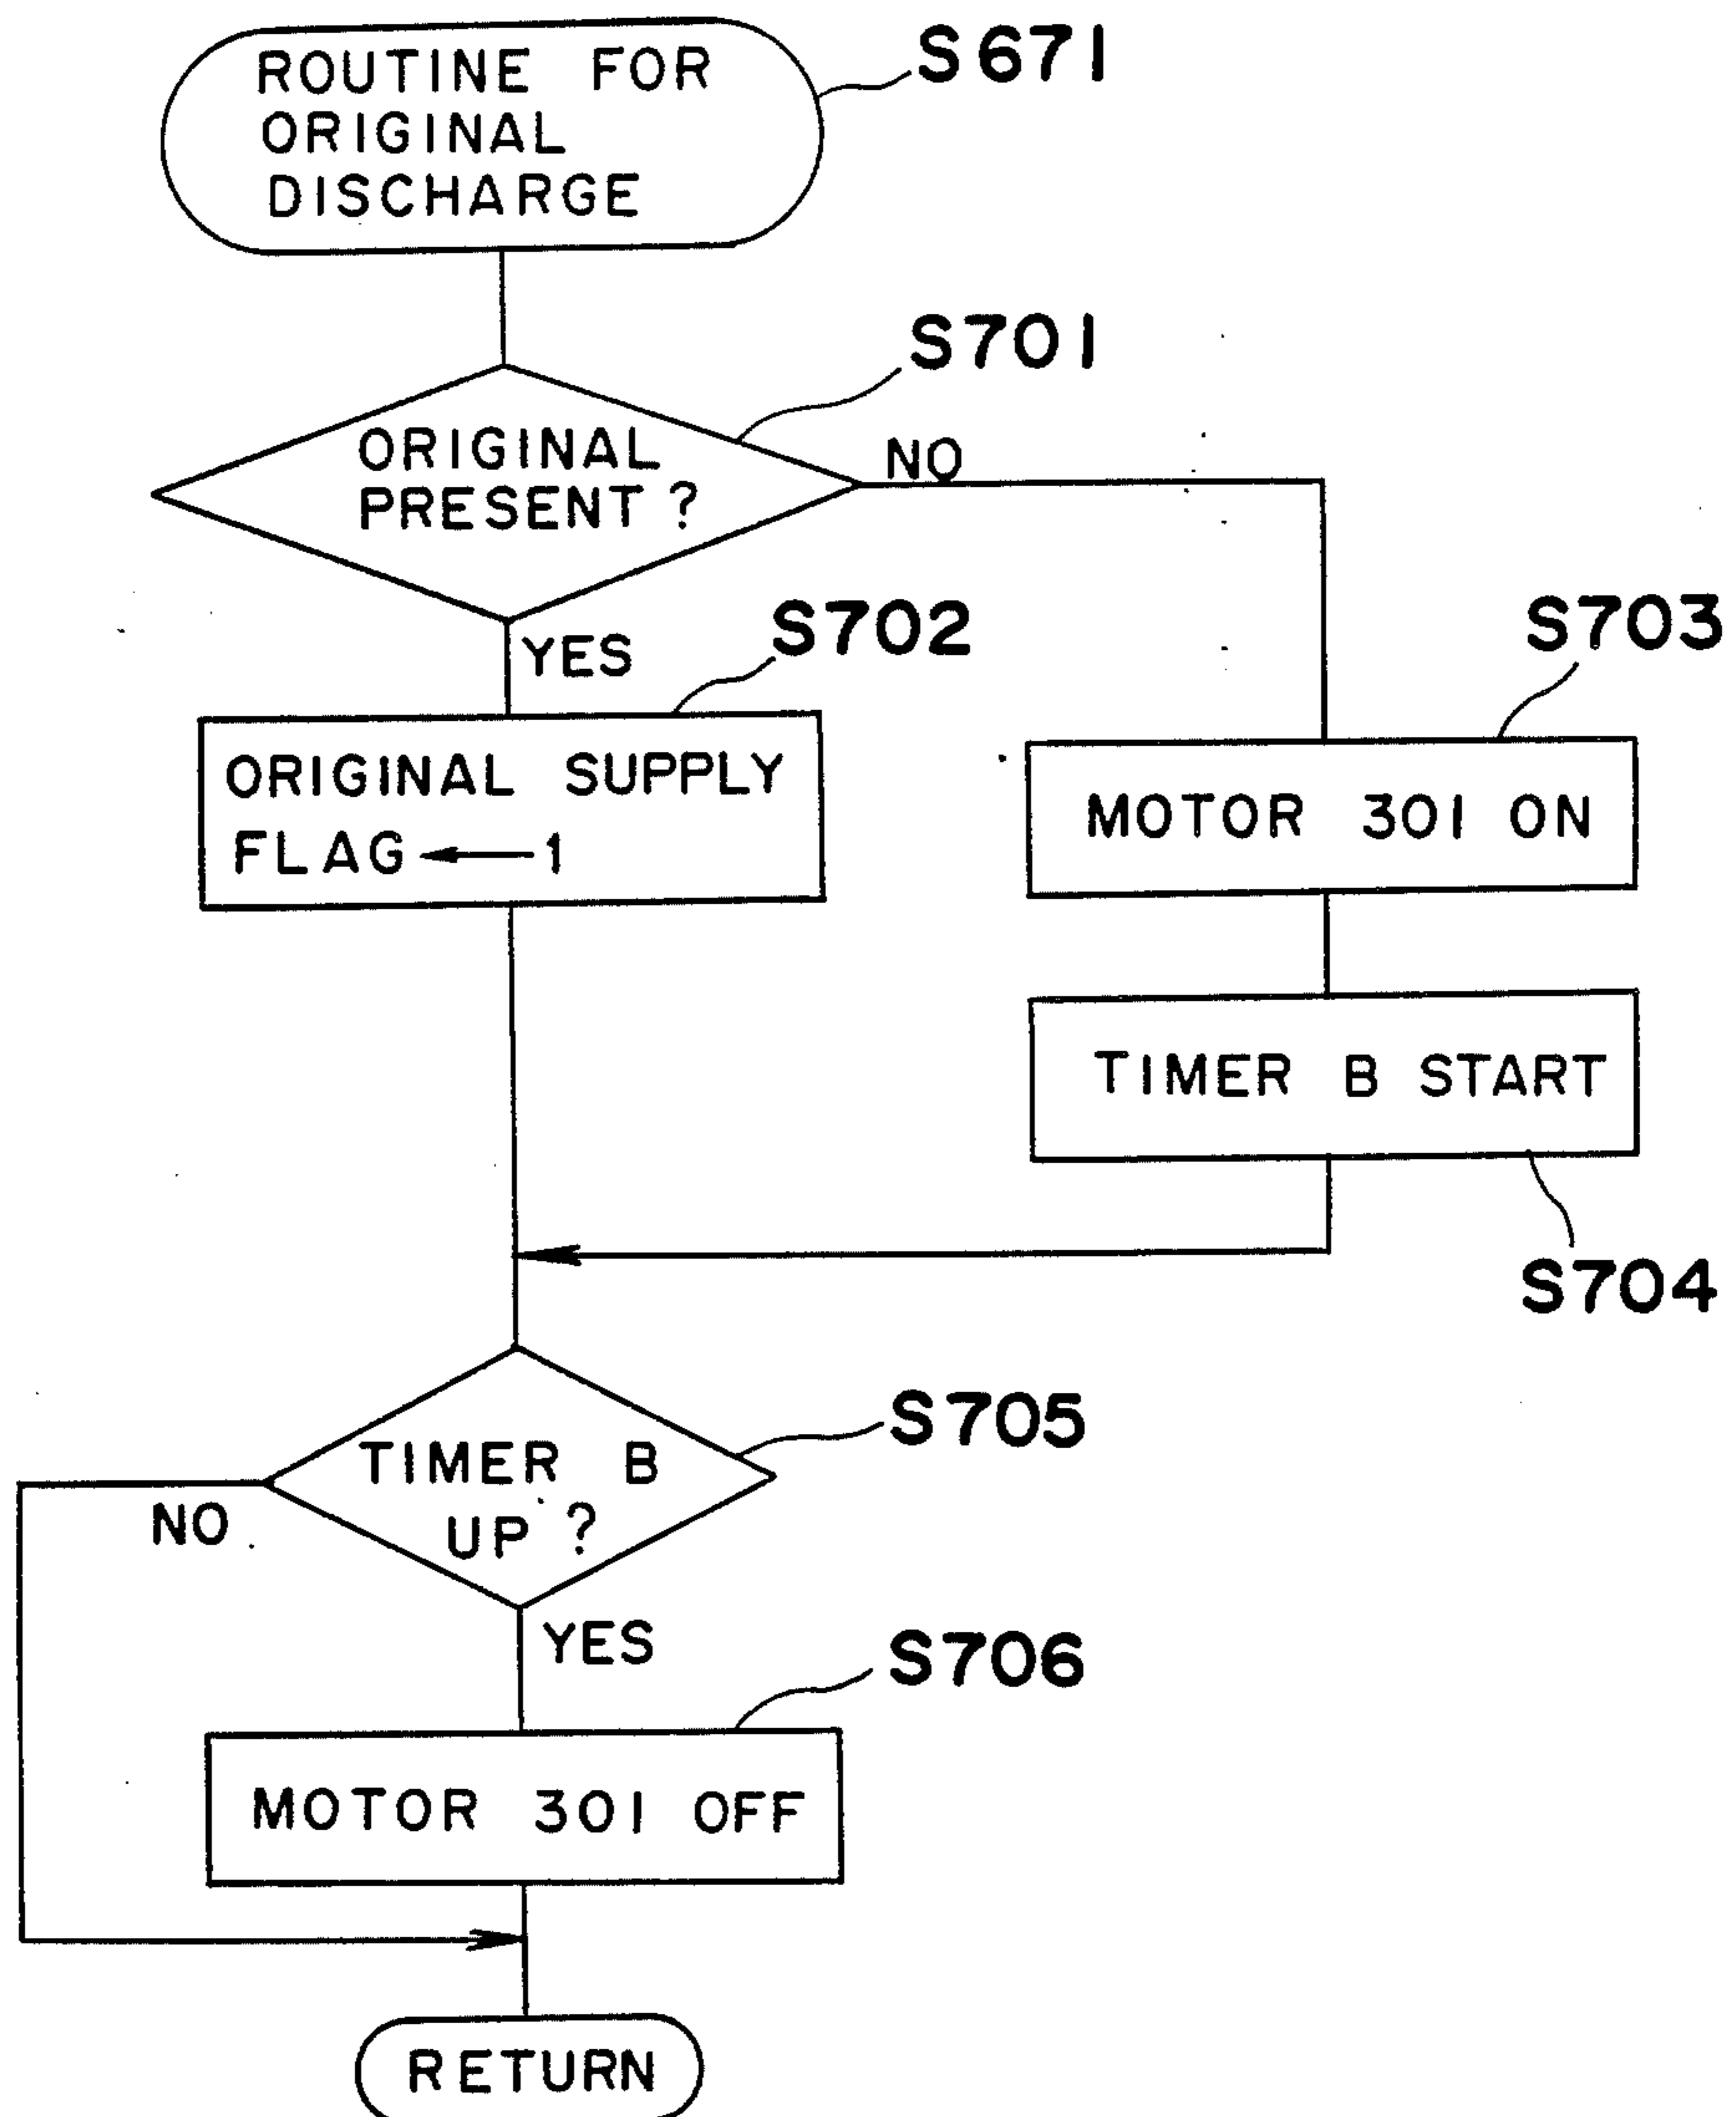 ROUTINE FOR
ORIGINAL
DISCHARGE
S671
S701
ORIGINAL
PRESENT ?
NO
YES
S702
ORIGINAL SUPPLY
FLAG ← 1
S703
MOTOR 301 ON
TIMER B START
S704
S705
TIMER B
UP ?
NO
YES
S706
MOTOR 301 OFF
RETURN